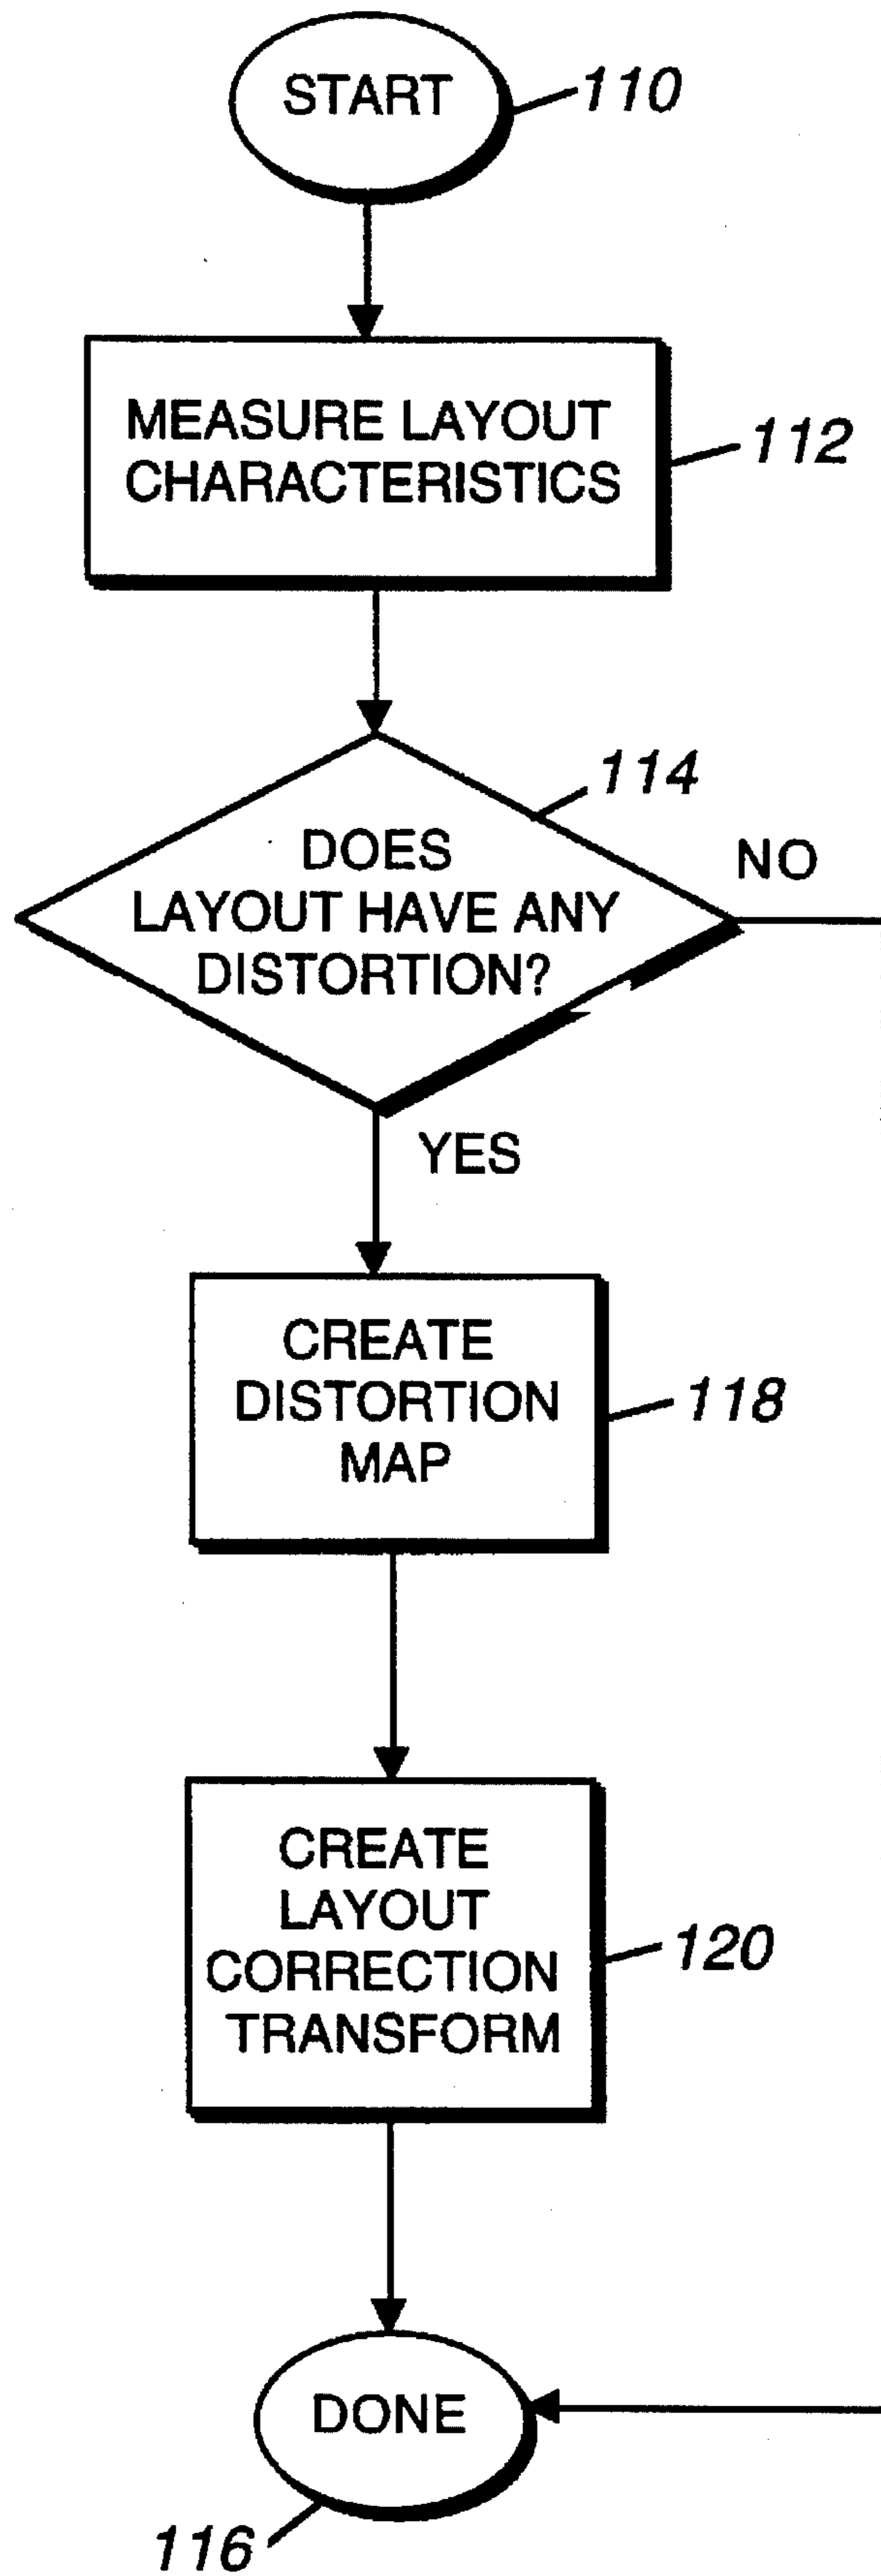 START
110
MEASURE LAYOUT
CHARACTERISTICS
112
114
DOES
LAYOUT HAVE ANY
DISTORTION?
NO
YES
CREATE
DISTORTION
MAP
118
CREATE
LAYOUT
CORRECTION
TRANSFORM
120
DONE
116